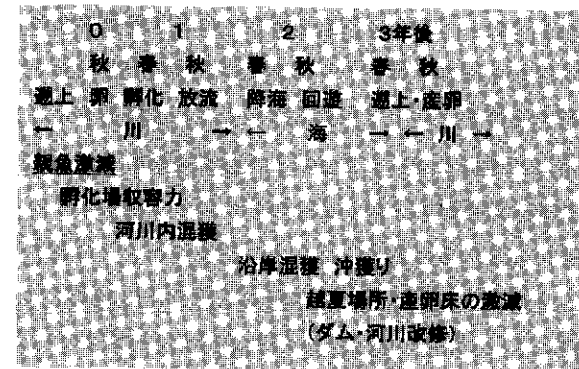 0 1 2 3年後
秋 春 秋 春 秋 春 秋
遡上 卵 孵化 放流 降海 回遊 遡上・産卵
← 川 → ← 海 → ← 川 →
親魚激減
孵化場収容力
河川内混獲
沿岸混獲 沖獲り
越夏場所・産卵床の激減
(ダム・河川改修)